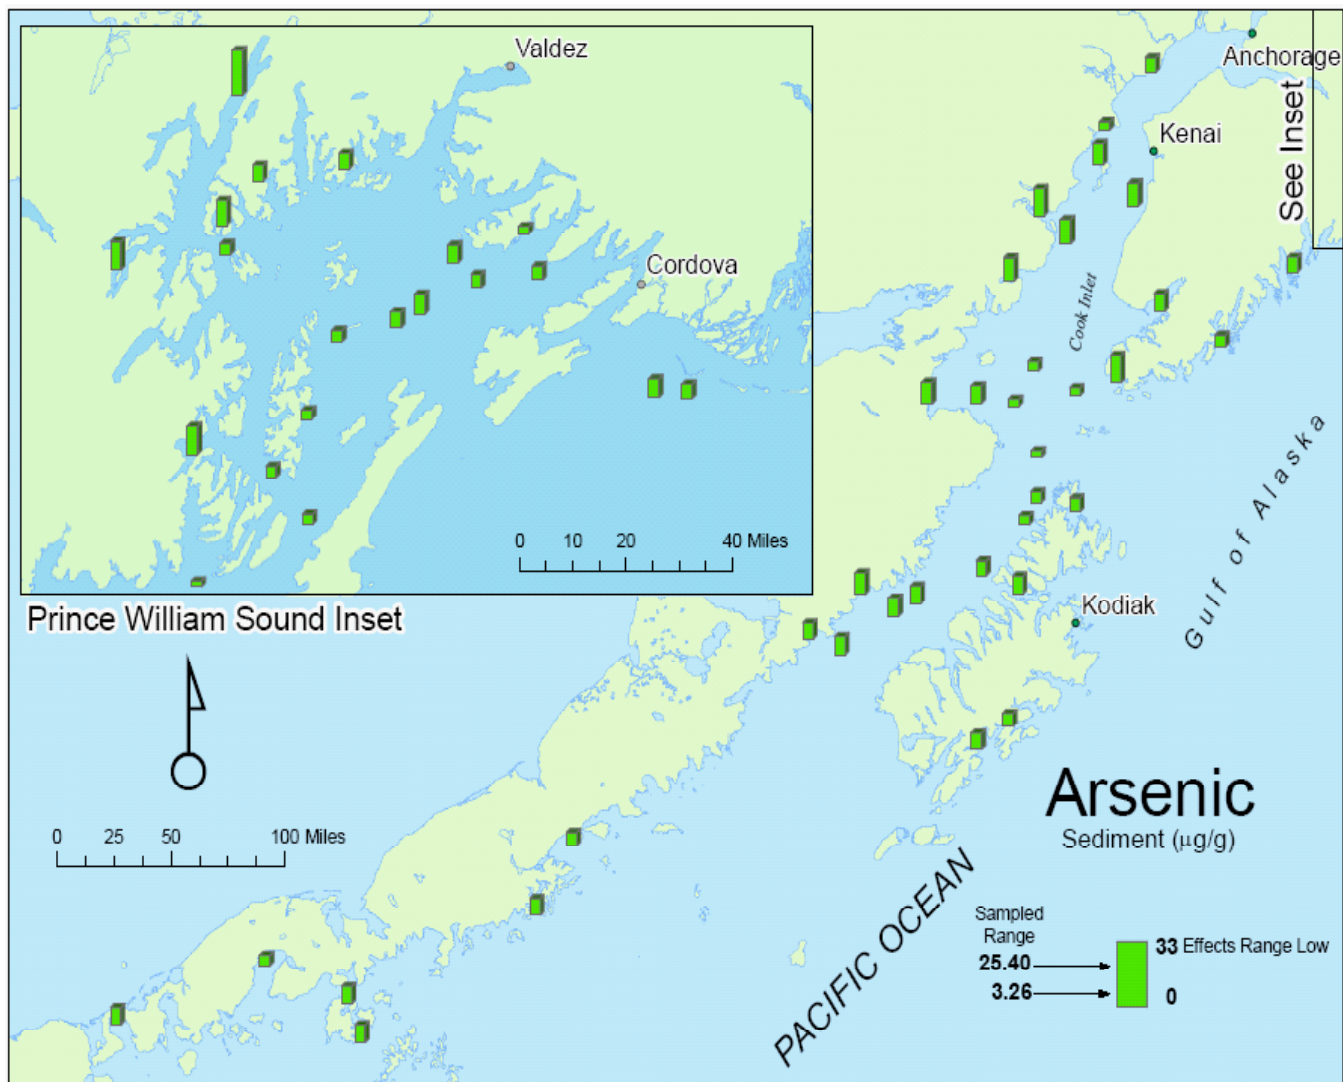 Valdez
Anchorage
See Inset
Kenai
Cordova
Cook Inlet
0 10 20 40 Miles
Gulf of Alaska
Prince William Sound Inset
Kodiak
Arsenic
Sediment (µg/g)
0 25 50 100 Miles
PACIFIC OCEAN
Sampled
Range
25.40
3.26
33 Effects Range Low
0